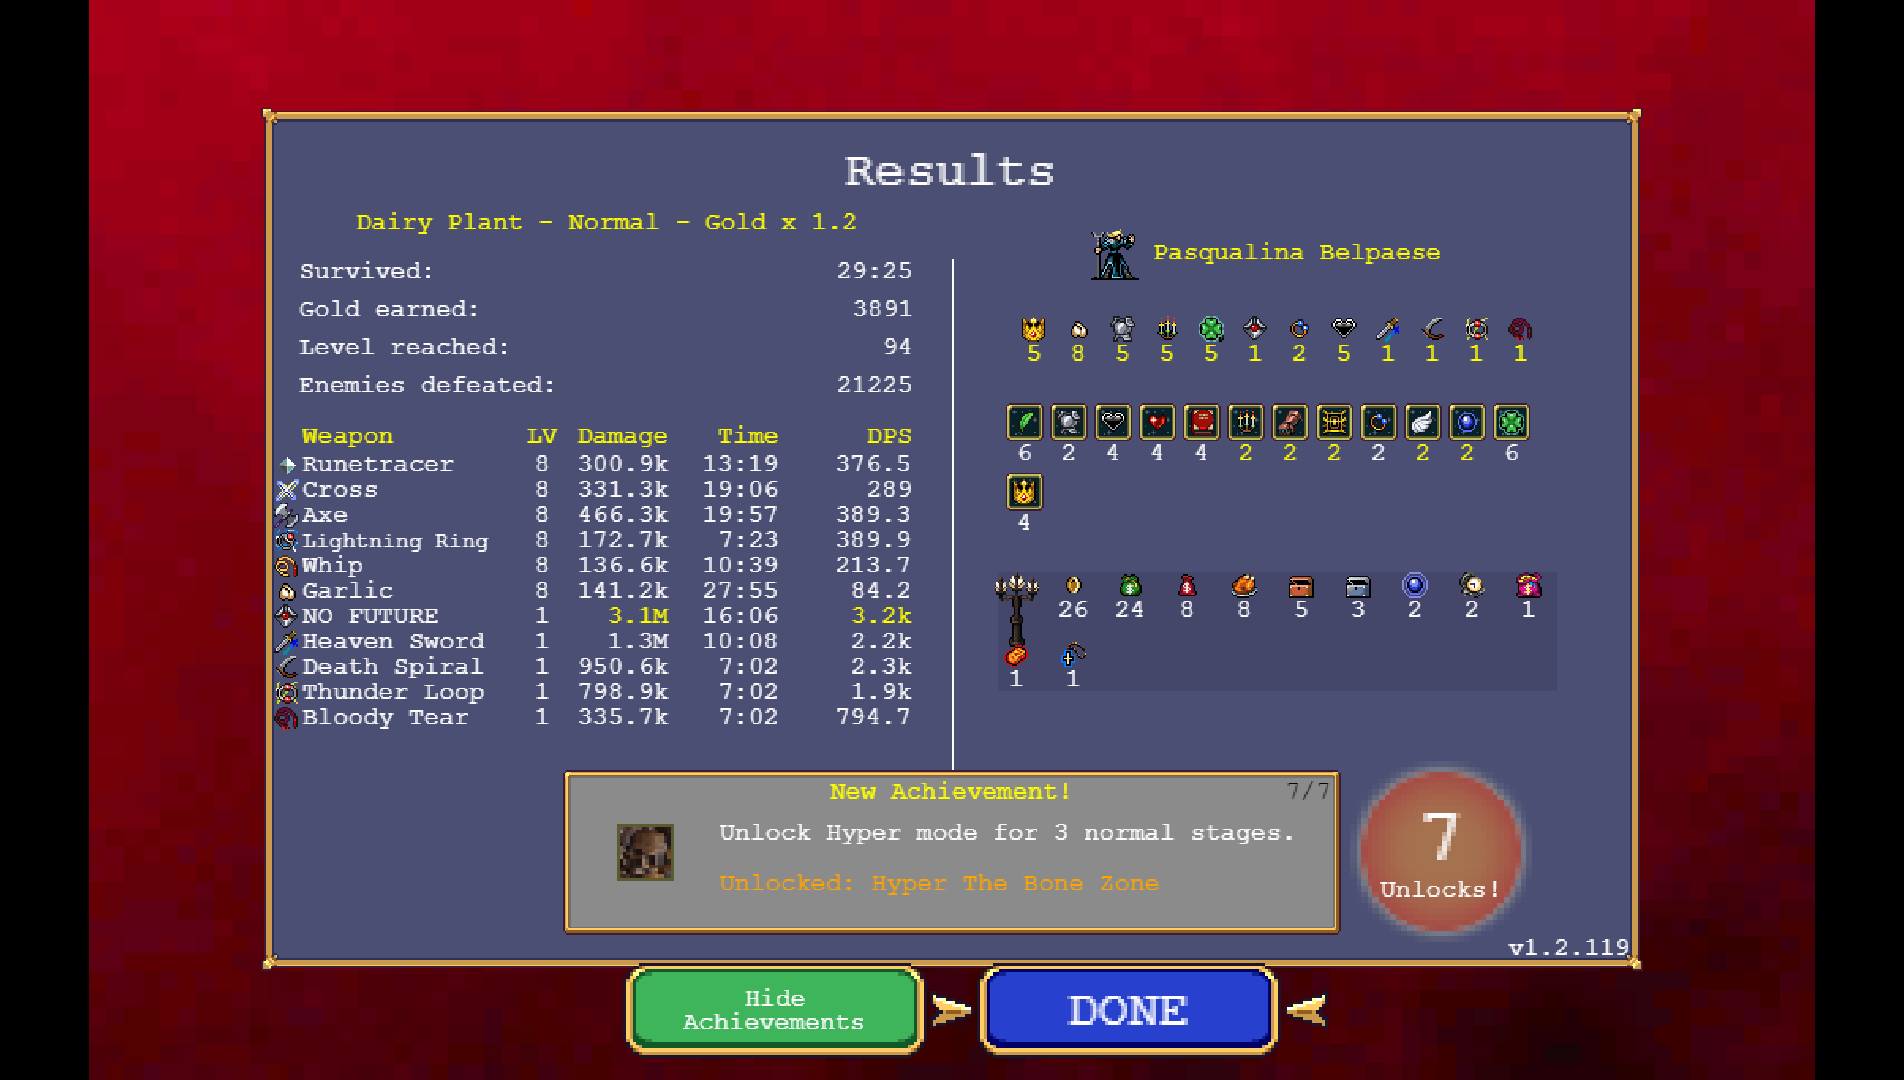 Results
Dairy Plant - Normal - Gold x 1.2
Survived: 29:25
Gold earned: 3891
Level reached: 94
Enemies defeated: 21225
Weapon LV Damage Time DPS
Runetracer 8 300.9k 13:19 376.5
Cross 8 331.3k 19:06 289
Axe 8 466.3k 19:57 389.3
Lightning Ring 8 172.7k 7:23 389.9
Whip 8 136.6k 10:39 213.7
Garlic 8 141.2k 27:55 84.2
NO FUTURE 1 3.1M 16:06 3.2k
Heaven Sword 1 1.3M 10:08 2.2k
Death Spiral 1 950.6k 7:02 2.3k
Thunder Loop 1 798.9k 7:02 1.9k
Bloody Tear 1 335.7k 7:02 794.7
Pasqualina Belpaese
5 8 5 5 5 1 2 5 1 1 1 1
6 2 4 4 4 2 2 2 2 2 2 6
4
26 24 8 8 5 3 2 2 1
1 1
New Achievement! 7/7
Unlock Hyper mode for 3 normal stages.
Unlocked: Hyper The Bone Zone
7
Unlocks!
v1.2.119
Hide
Achievements
DONE